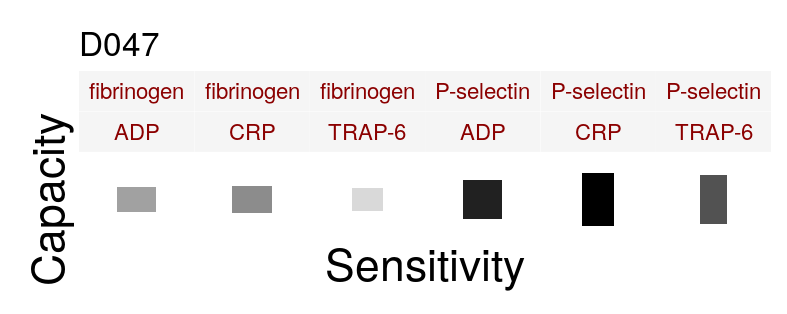 D047
fibrinogen fibrinogen fibrinogen P-selectin P-selectin P-selectin
ADP CRP TRAP-6 ADP CRP TRAP-6
Capacity
Sensitivity